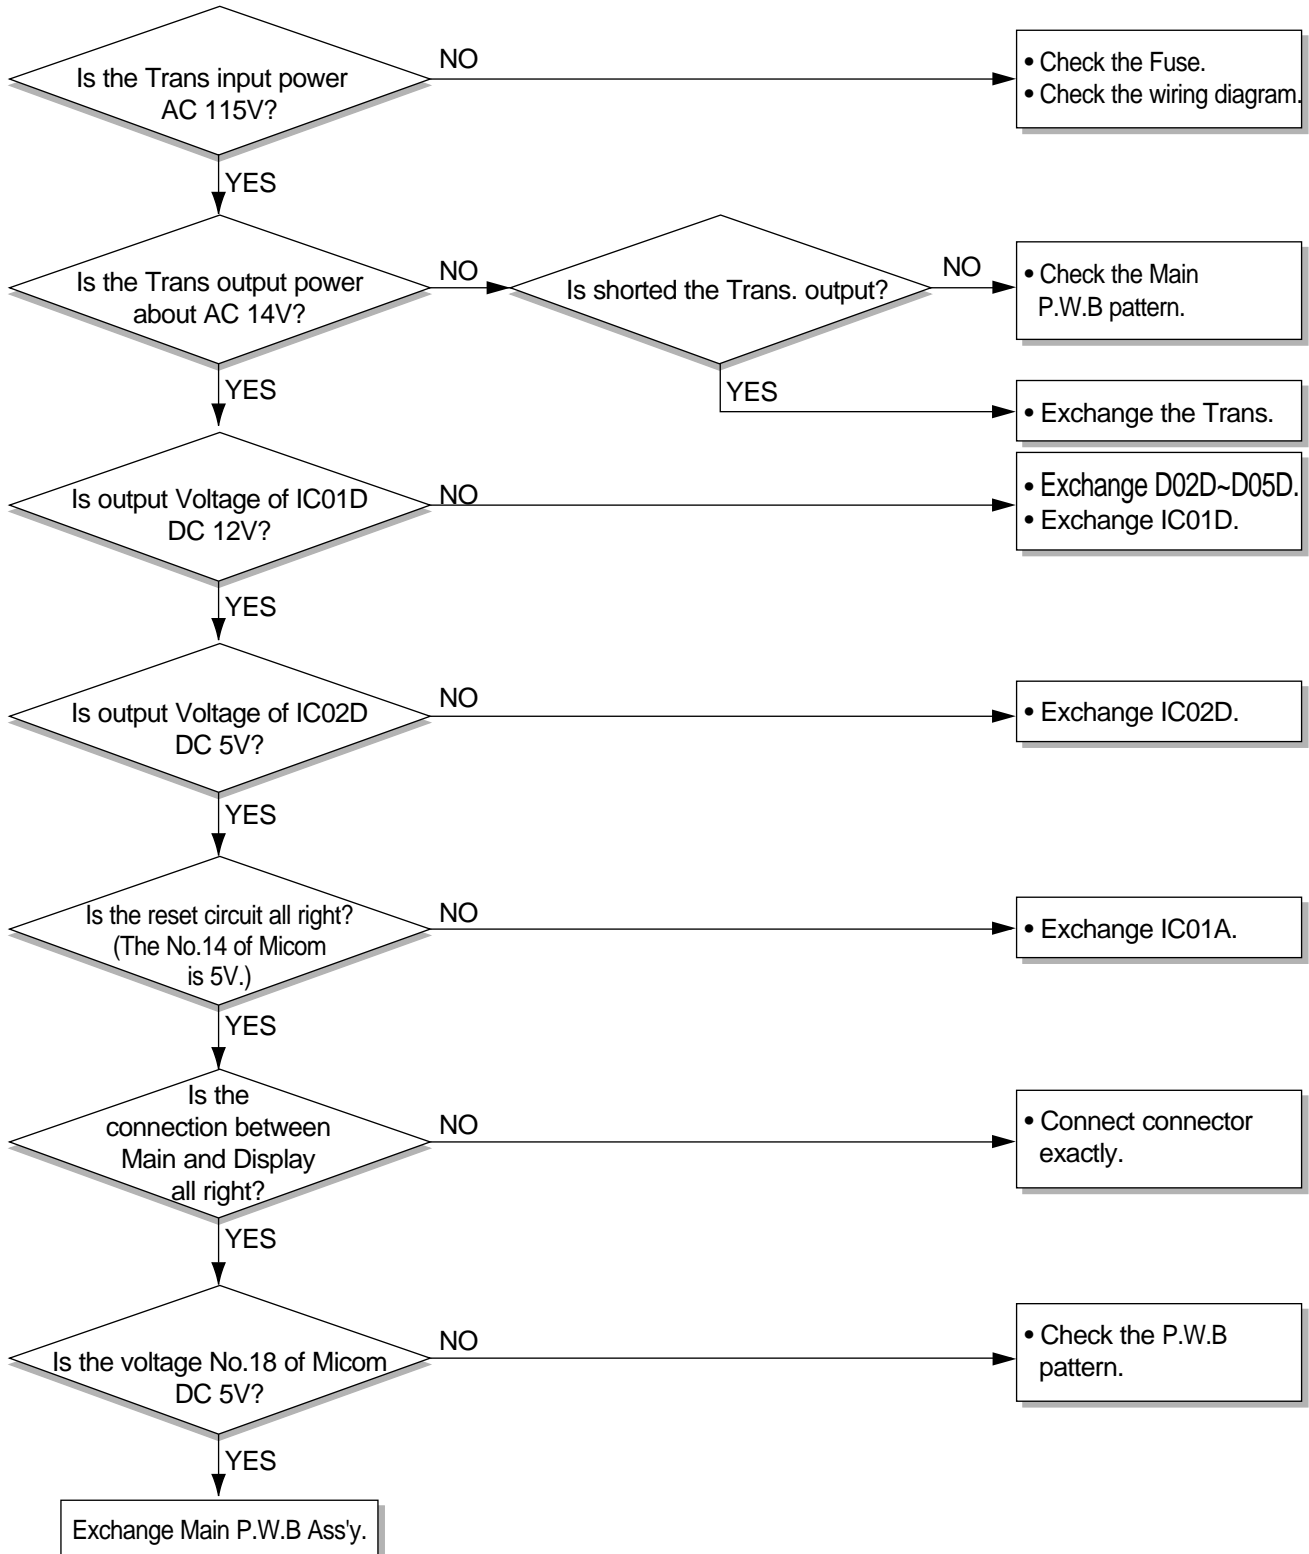 Is the Trans input power
AC 115V?
NO
• Check the Fuse.
• Check the wiring diagram.
YES
Is the Trans output power
about AC 14V?
NO
Is shorted the Trans. output?
NO
• Check the Main
P.W.B pattern.
YES
YES
• Exchange the Trans.
Is output Voltage of IC01D
DC 12V?
NO
• Exchange D02D~D05D.
• Exchange IC01D.
YES
Is output Voltage of IC02D
DC 5V?
NO
• Exchange IC02D.
YES
Is the reset circuit all right?
(The No.14 of Micom
is 5V.)
NO
• Exchange IC01A.
YES
Is the
connection between
Main and Display
all right?
NO
• Connect connector
exactly.
YES
Is the voltage No.18 of Micom
DC 5V?
NO
• Check the P.W.B
pattern.
YES
Exchange Main P.W.B Ass'y.